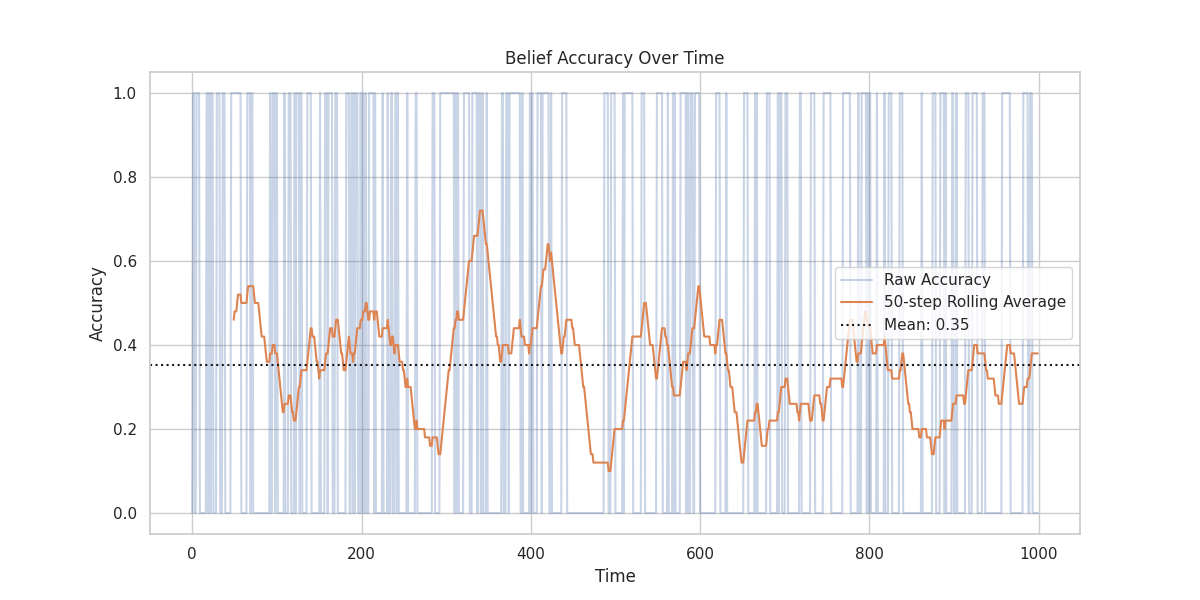 Belief Accuracy Over Time
Accuracy
1.0
0.8
0.6
0.4
0.2
0.0
Raw Accuracy
50-step Rolling Average
Mean: 0.35
0
200
400
600
800
1000
Time